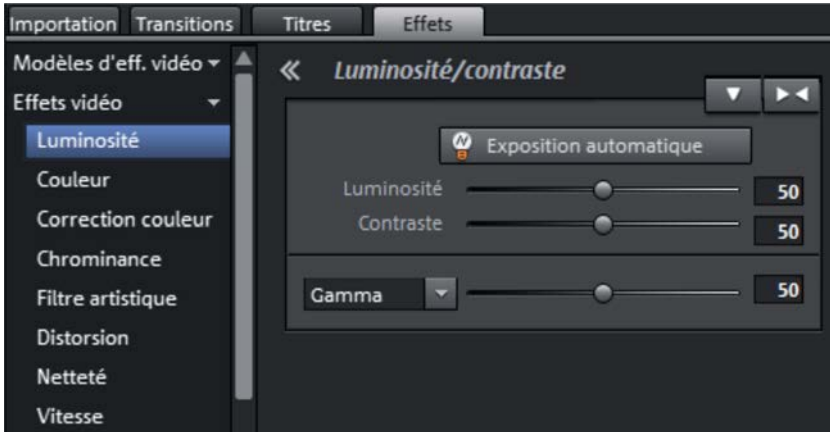 Importation Transitions Titres Effets
Modèles d'eff. vidéo
Effets vidéo
Luminosité
Couleur
Correction couleur
Chrominance
Filtre artistique
Distorsion
Netteté
Vitesse
Luminosité/contraste
Exposition automatique
Luminosité 50
Contraste 50
Gamma 50